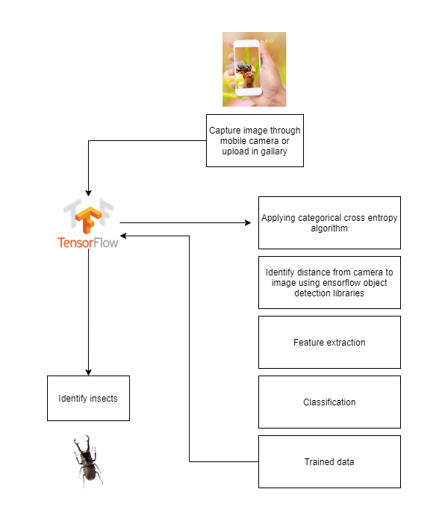 Capture image through
mobile camera or
upload in gallary
TensorFlow
Applying categorical cross entropy
algorithm
Identify distance from camera to
image using ensorflow object
detection libraries
Feature extraction
Identify insects
Classification
Trained data